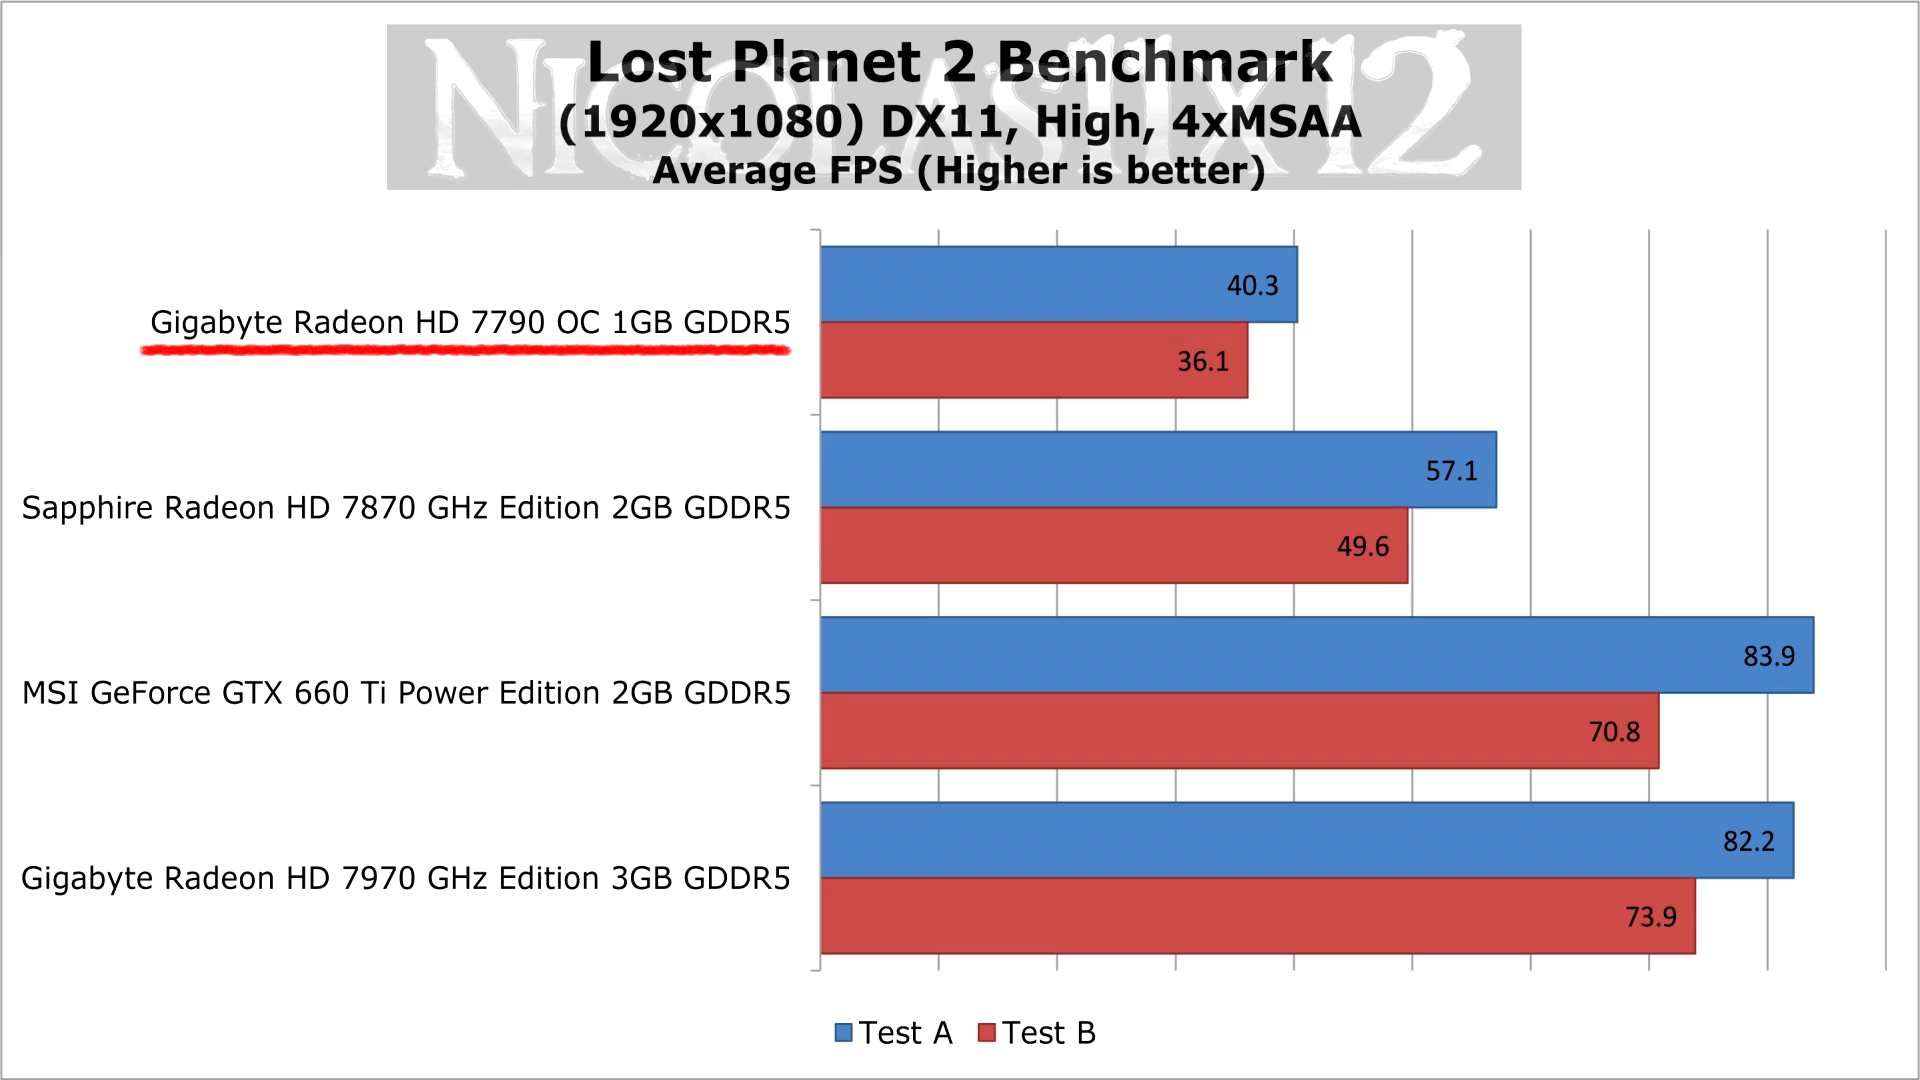 Nicolas11x12
Lost Planet 2 Benchmark
(1920x1080) DX11, High, 4xMSAA
Average FPS (Higher is better)
Gigabyte Radeon HD 7790 OC 1GB GDDR5
40.3
36.1
Sapphire Radeon HD 7870 GHz Edition 2GB GDDR5
57.1
49.6
MSI GeForce GTX 660 Ti Power Edition 2GB GDDR5
83.9
70.8
Gigabyte Radeon HD 7970 GHz Edition 3GB GDDR5
82.2
73.9
Test A Test B